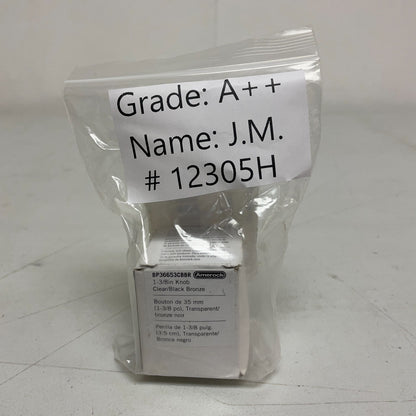 Grade: A++
Name: J.M.
# 12305H
BP36653CBBR Amerock
1-3/8in Knob
Clear/Black Bronze
Bouton de 35 mm
(1-3/8 po), Transparent/
bronze noir
Perilla de 1-3/8 pulg.
(3.5 cm), Transparente/
Bronce negro